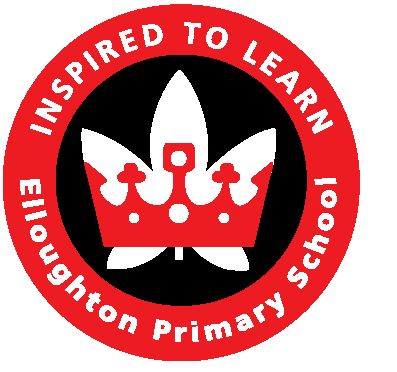 INSPIRED TO LEARN
Elloughton Primary School